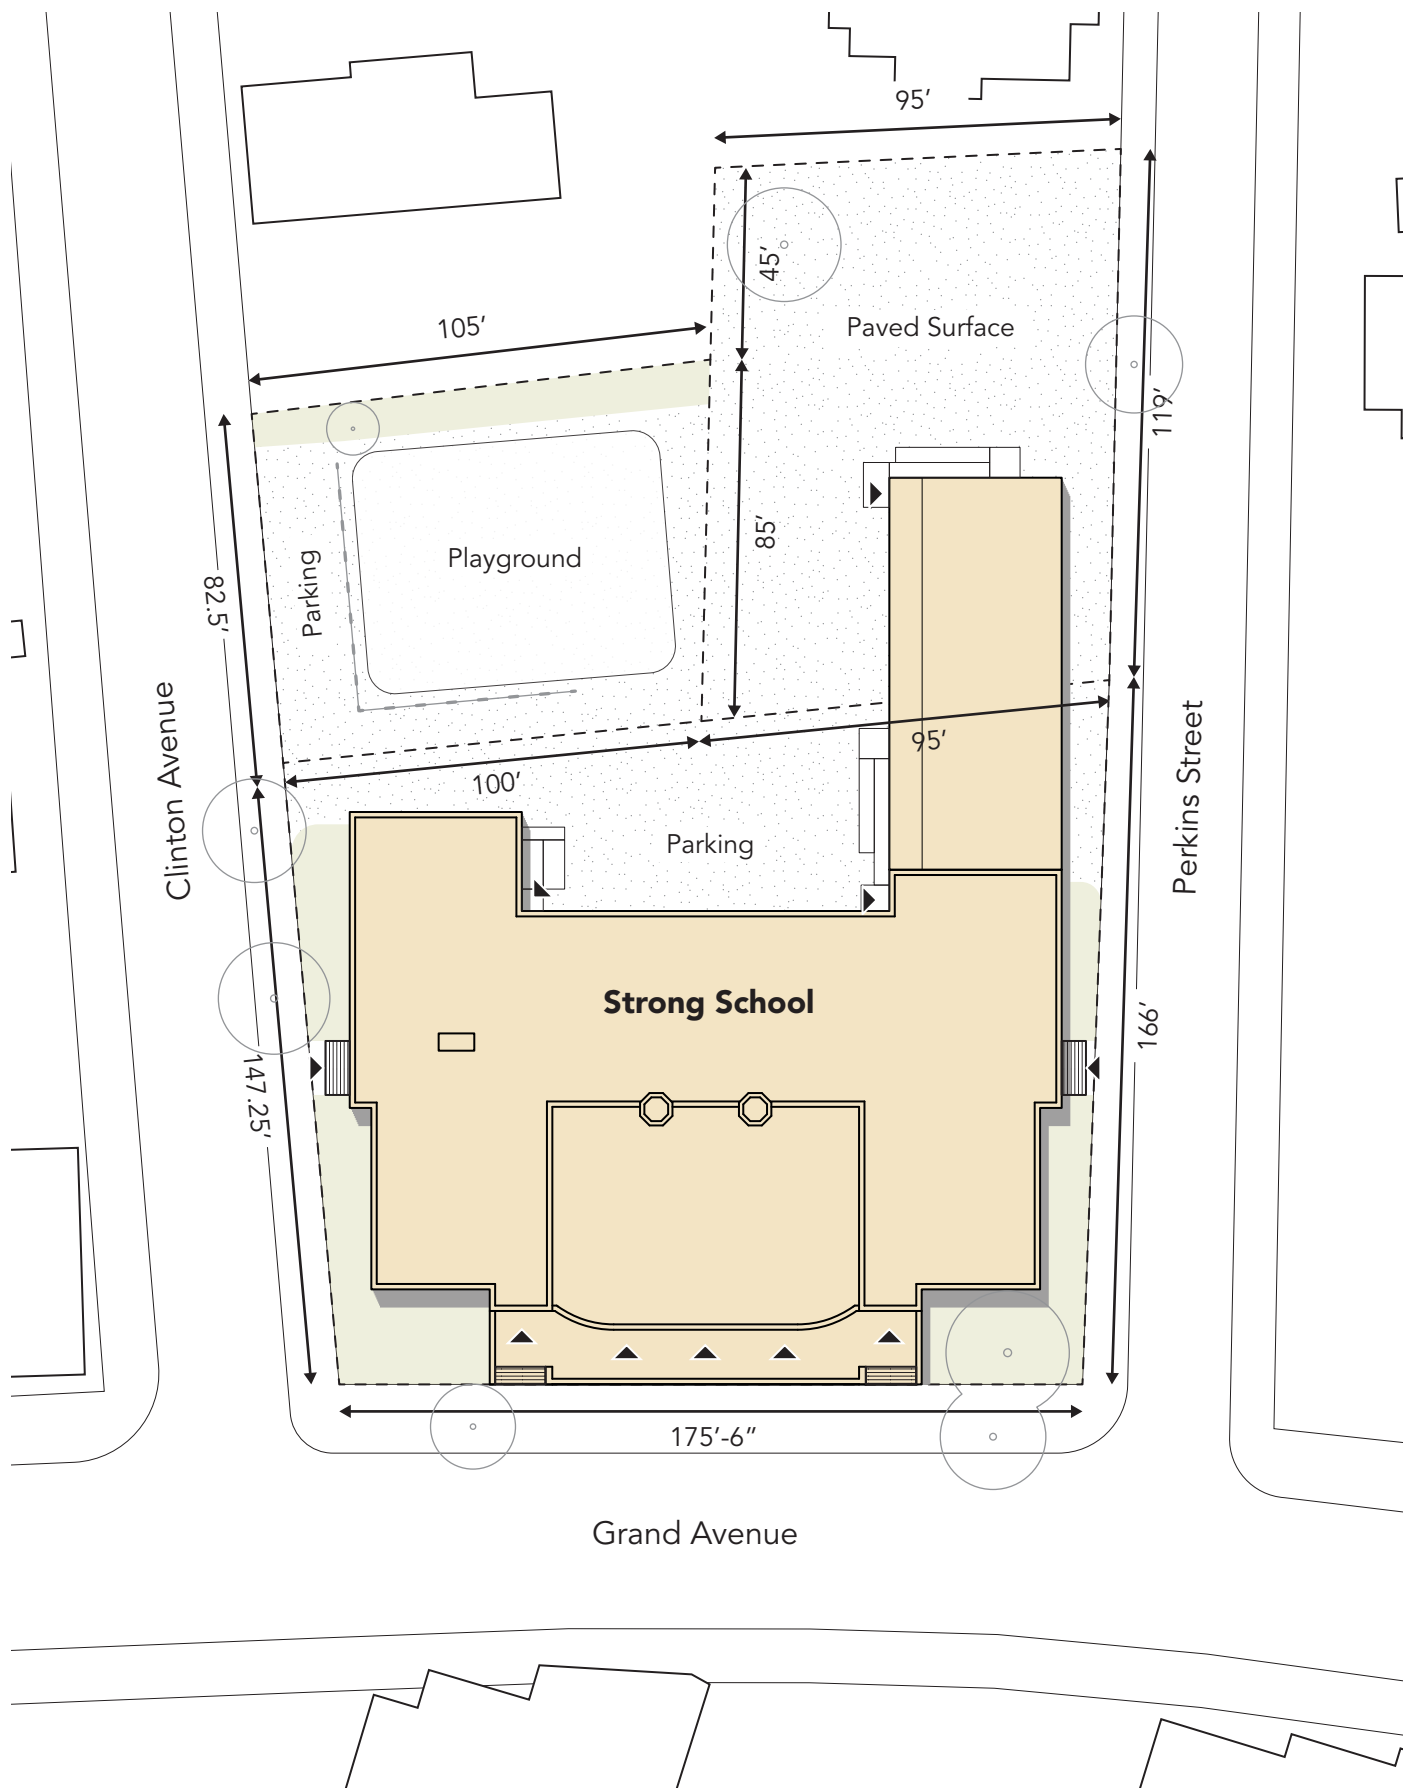 95’
45’
105’
Paved Surface
119’
85’
Playground
Parking
82.5’
Clinton Avenue
95’
100’
Perkins Street
Parking
Strong School
166’
147.25’
175’-6”
Grand Avenue